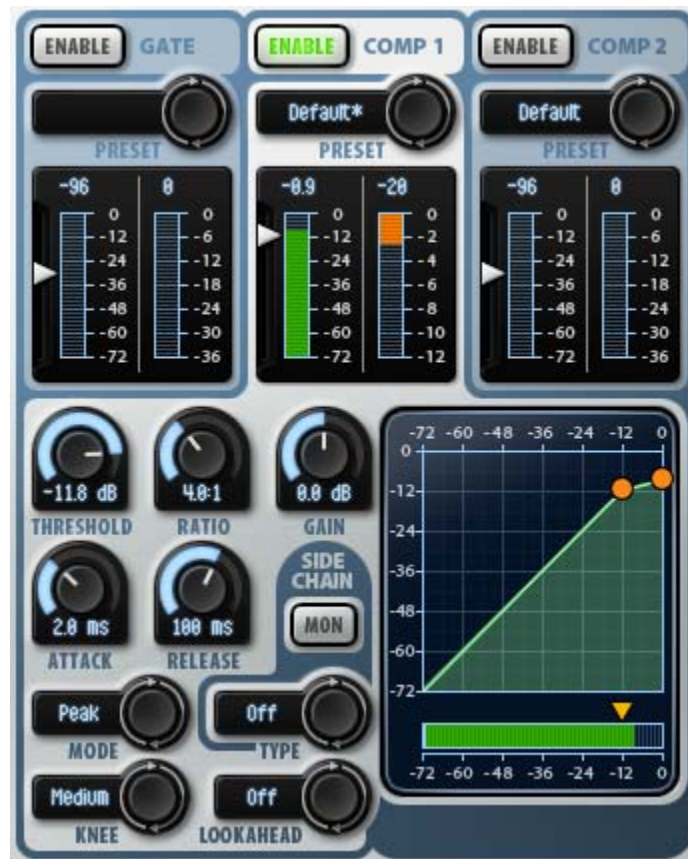 ENABLE GATE
ENABLE COMP 1
ENABLE COMP 2
PRESET
Default*
PRESET
Default
PRESET
-96 0
0 0
-12 -6
-24 -12
-36 -18
-48 -24
-60 -30
-72 -36
-0.9 -20
0 0
-12 -2
-24 -4
-36 -6
-48 -8
-60 -10
-72 -12
-96 0
0 0
-12 -6
-24 -12
-36 -18
-48 -24
-60 -30
-72 -36
-11.8 dB
THRESHOLD
4.0:1
RATIO
0.0 dB
GAIN
2.0 ms
ATTACK
100 ms
RELEASE
SIDE
CHAIN
MON
Peak
MODE
Off
TYPE
Medium
KNEE
Off
LOOKAHEAD
-72 -60 -48 -36 -24 -12 0
0
-12
-24
-36
-48
-60
-72
-72 -60 -48 -36 -24 -12 0